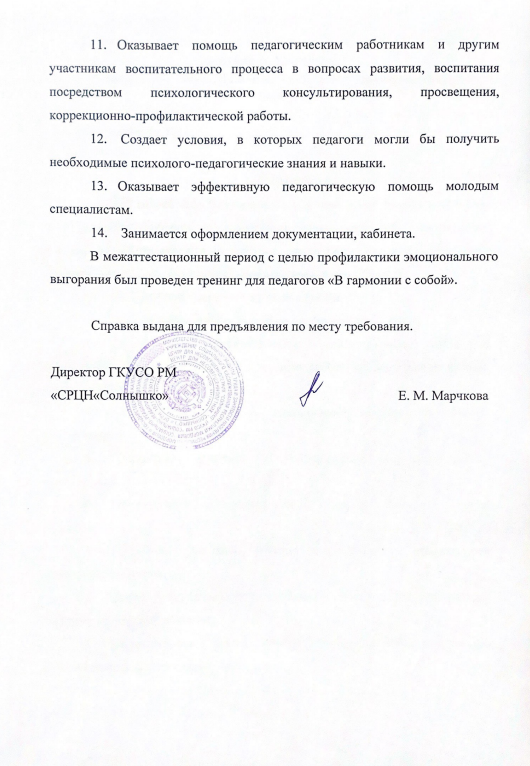 11. Оказывает помощь педагогическим работникам и другим
участникам воспитательного процесса в вопросах развития, воспитания
посредством психологического консультирования, просвещения,
коррекционно-профилактической работы.
12. Создает условия, в которых педагоги могли бы получить
необходимые психолого-педагогические знания и навыки.
13. Оказывает эффективную педагогическую помощь молодым
специалистам.
14. Занимается оформлением документации, кабинета.
В межаттестационный период с целью профилактики эмоционального
выгорания был проведен тренинг для педагогов «В гармонии с собой».
Справка выдана для предъявления по месту требования.
Директор ГКУСО РМ
«СРЦН«Солнышко» Е. М. Марчкова